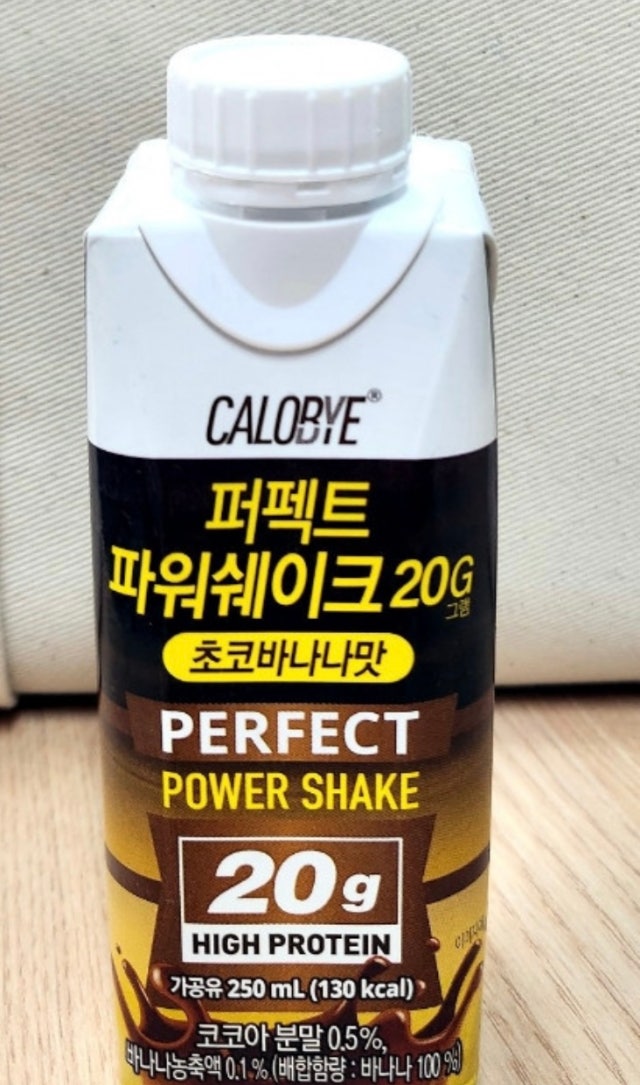 CALOBYE®
퍼펙트
파워쉐이크 20G
그램
초코바나나맛
PERFECT
POWER SHAKE
20g
HIGH PROTEIN
가공유 250 mL (130 kcal)
코코아 분말 0.5%,
바나나농축액 0.1% (배합함량 : 바나나 100 %)